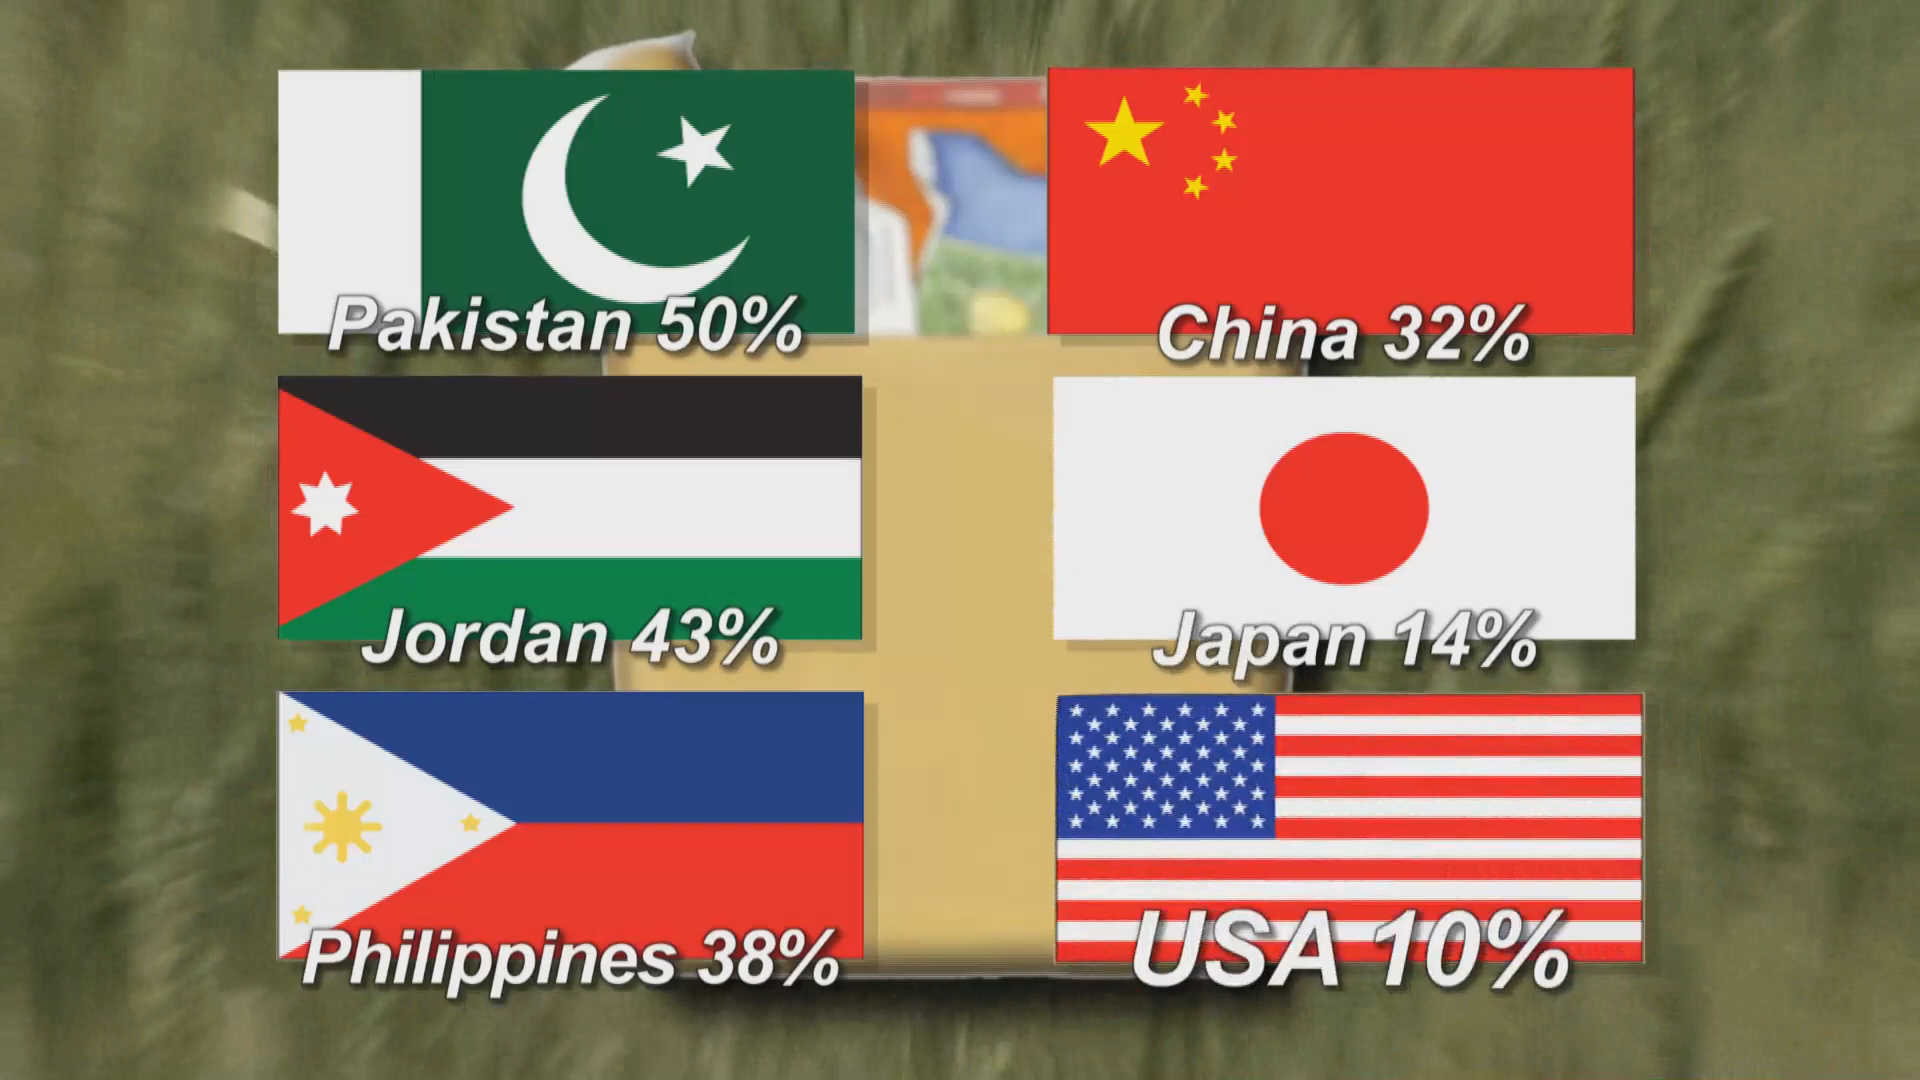 Pakistan 50%
China 32%
Jordan 43%
Japan 14%
Philippines 38%
USA 10%